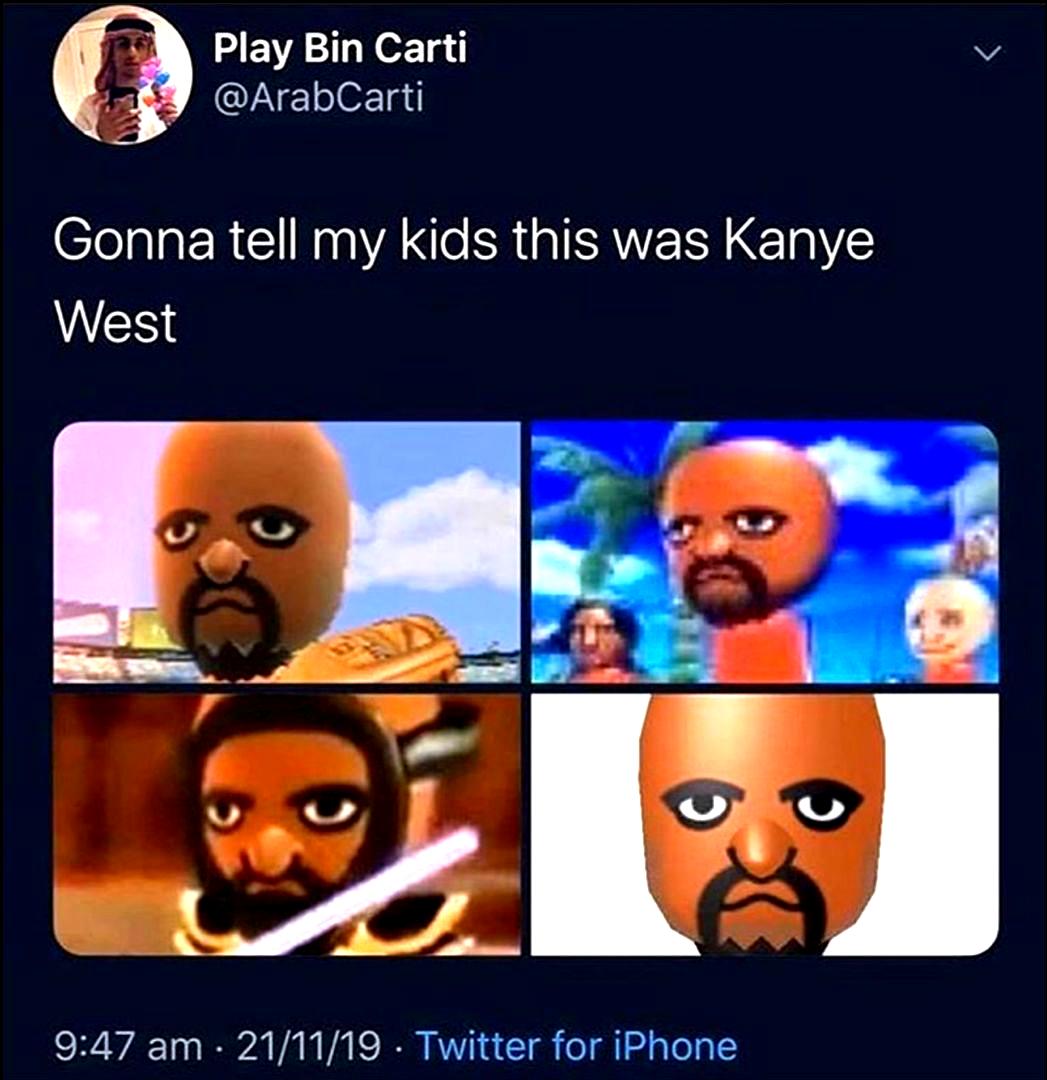 Play Bin Carti
@ArabCarti
Gonna tell my kids this was Kanye
West
9:47 am · 21/11/19 · Twitter for iPhone